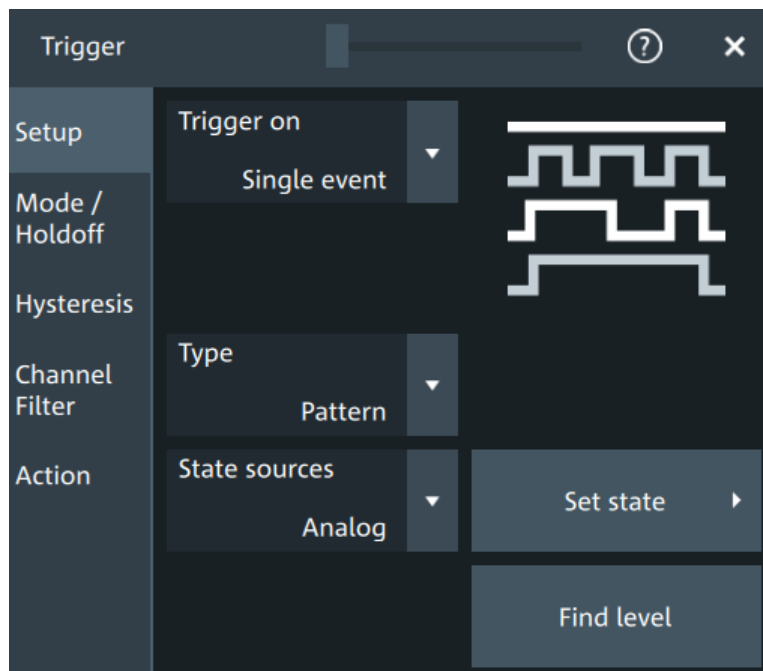 Trigger
?
Setup
Mode /
Holdoff
Hysteresis
Channel
Filter
Action
Trigger on
Single event
Type
Pattern
State sources
Analog
Set state
Find level